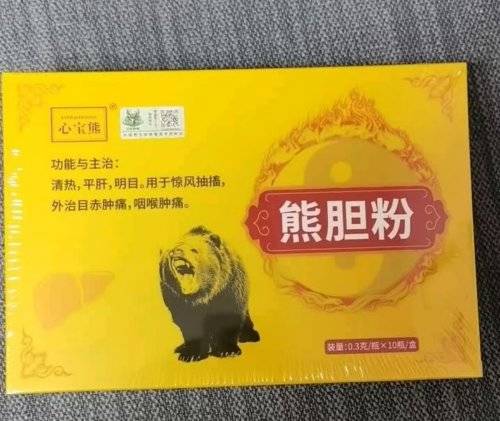 心宝熊
®
功能与主治：
清热，平肝，明目。用于惊风抽搐，
外治目赤肿痛，咽喉肿痛。
熊胆粉
装量：0.3克/瓶×10瓶/盒